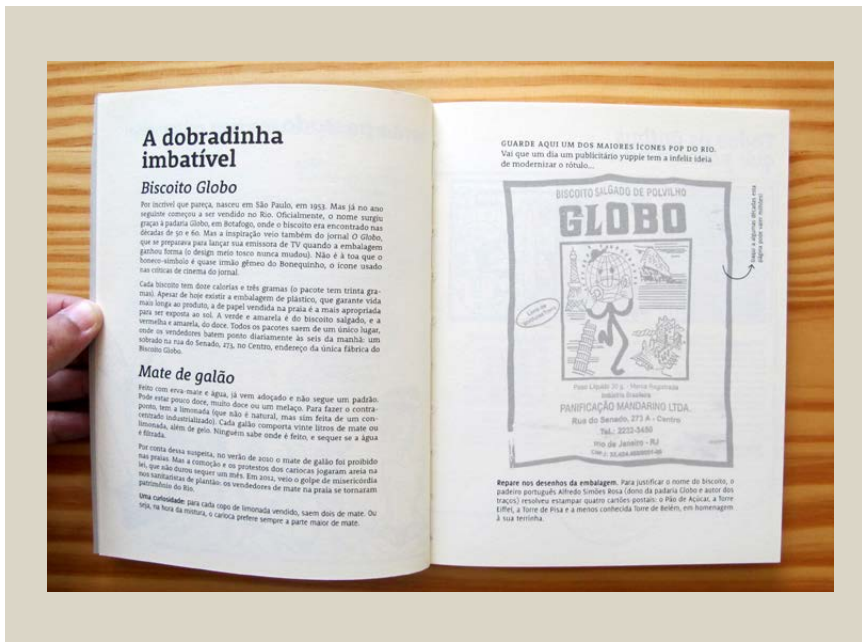 A dobradinha
imbatível
Biscoito Globo
Por incrível que pareça, nasceu em São Paulo, em 1953. Mas já no ano
seguinte começou a ser vendido no Rio. Oficialmente, o nome surgiu
graças à padaria Globo, em Botafogo, onde o biscoito era encontrado nas
décadas de 50 e 60. Mas a inspiração veio também do jornal O Globo,
que se preparava para lançar sua emissora de TV quando a embalagem
ganhou forma (o design meio tosco nunca mudou). Não é à toa que o
boneco-símbolo é quase irmão gêmeo do Bonequinho, o ícone usado
nas críticas de cinema do jornal.
Cada biscoito tem doze calorias e três gramas (o pacote tem trinta gra-
mas). Apesar de hoje existir a embalagem de plástico, que garante vida
mais longa ao produto, a de papel vendida na praia é a mais apropriada
para ser exposta ao sol. A verde e amarela é do biscoito salgado, e a
vermelha e amarela, do doce. Todos os pacotes saem de um único lugar,
onde os vendedores batem ponto diariamente às seis da manhã: um
sobrado na rua do Senado, 273, no Centro, endereço da única fábrica do
Biscoito Globo.
Mate de galão
Feito com erva-mate e água, já vem adoçado e não segue um padrão.
Pode estar pouco doce, muito doce ou um melaço. Para fazer o contra-
ponto, tem a limonada (que não é natural, mas sim feita de um con-
centrado industrializado). Cada galão comporta vinte litros de mate ou
limonada, além de gelo. Ninguém sabe onde é feito, e sequer se a água
é filtrada.
Por conta dessa suspeita, no verão de 2010 o mate de galão foi proibido
nas praias. Mas a comoção e os protestos dos cariocas jogaram areia na
lei, que não durou sequer um mês. Em 2012, veio o golpe de misericórdia
nos sanitaristas de plantão: os vendedores de mate na praia se tornaram
patrimônio do Rio.
Uma curiosidade: para cada copo de limonada vendido, saem dois de mate. Ou
seja, na hora da mistura, o carioca prefere sempre a parte maior de mate.
GUARDE AQUI UM DOS MAIORES ÍCONES POP DO RIO.
Vai que um dia um publicitário yuppie tem a infeliz ideia
de modernizar o rótulo...
BISCOITO SALGADO DE POLVILHO
GLOBO
Peso Líquido 30 g. Marca Registrada
Indústria Brasileira
PANIFICAÇÃO MANDARINO LTDA.
Rua do Senado, 273 A - Centro
Tel.: 2232-3450
Rio de Janeiro - RJ
Daqui a algumas décadas esta
página pode valer milhões!
Repare nos desenhos da embalagem. Para justificar o nome do biscoito, o
padeiro português Alfredo Simões Rosa (dono da padaria Globo e autor dos
traços) resolveu estampar quatro cartões postais: o Pão de Açúcar, a Torre
Eiffel, a Torre de Pisa e a menos conhecida Torre de Belém, em homenagem
à sua terrinha.